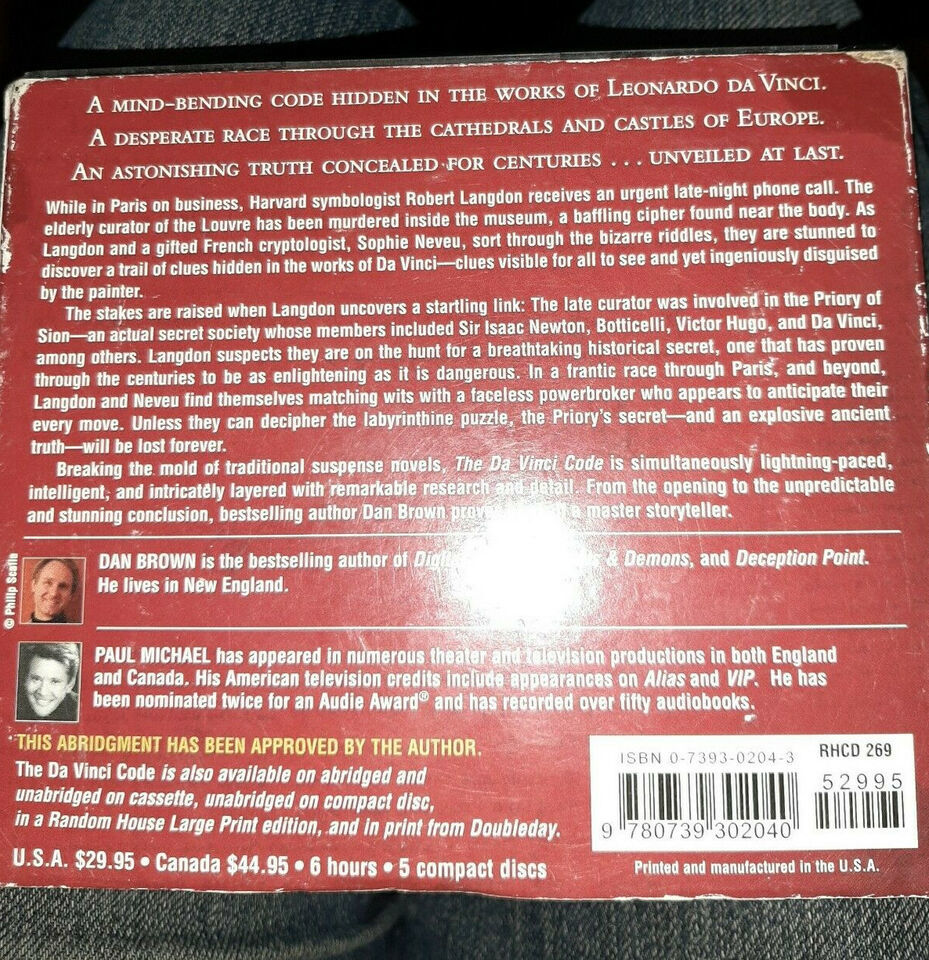 A MIND-BENDING CODE HIDDEN IN THE WORKS OF LEONARDO DA VINCI.
A DESPERATE RACE THROUGH THE CATHEDRALS AND CASTLES OF EUROPE.
AN ASTONISHING TRUTH CONCEALED FOR CENTURIES ... UNVEILED AT LAST.
While in Paris on business, Harvard symbologist Robert Langdon receives an urgent late-night phone call. The
elderly curator of the Louvre has been murdered inside the museum, a baffling cipher found near the body. As
Langdon and a gifted French cryptologist, Sophie Neveu, sort through the bizarre riddles, they are stunned to
discover a trail of clues hidden in the works of Da Vinci—clues visible for all to see and yet ingeniously disguised
by the painter.
The stakes are raised when Langdon uncovers a startling link: The late curator was involved in the Priory of
Sion—an actual secret society whose members included Sir Isaac Newton, Botticelli, Victor Hugo, and Da Vinci,
among others. Langdon suspects they are on the hunt for a breathtaking historical secret, one that has proven
through the centuries to be as enlightening as it is dangerous. In a frantic race through Paris, and beyond,
Langdon and Neveu find themselves matching wits with a faceless powerbroker who appears to anticipate their
every move. Unless they can decipher the labyrinthine puzzle, the Priory's secret—and an explosive ancient
truth—will be lost forever.
Breaking the mold of traditional suspense novels, The Da Vinci Code is simultaneously lightning-paced,
intelligent, and intricately layered with remarkable research and detail. From the opening to the unpredictable
and stunning conclusion, bestselling author Dan Brown master storyteller.
© Philip Scalia
DAN BROWN is the bestselling author of & Demons, and Deception Point.
He lives in New England.
PAUL MICHAEL has appeared in numerous theater and television productions in both England
and Canada. His American television credits include appearances on Alias and VIP. He has
been nominated twice for an Audie Award® and has recorded over fifty audiobooks.
THIS ABRIDGMENT HAS BEEN APPROVED BY THE AUTHOR.
The Da Vinci Code is also available on abridged and
unabridged on cassette, unabridged on compact disc,
in a Random House Large Print edition, and in print from Doubleday.
U.S.A. $29.95 • Canada $44.95 • 6 hours • 5 compact discs
ISBN 0-7393-0204-3
RHCD 269
52995
9 780739 302040
Printed and manufactured in the U.S.A.